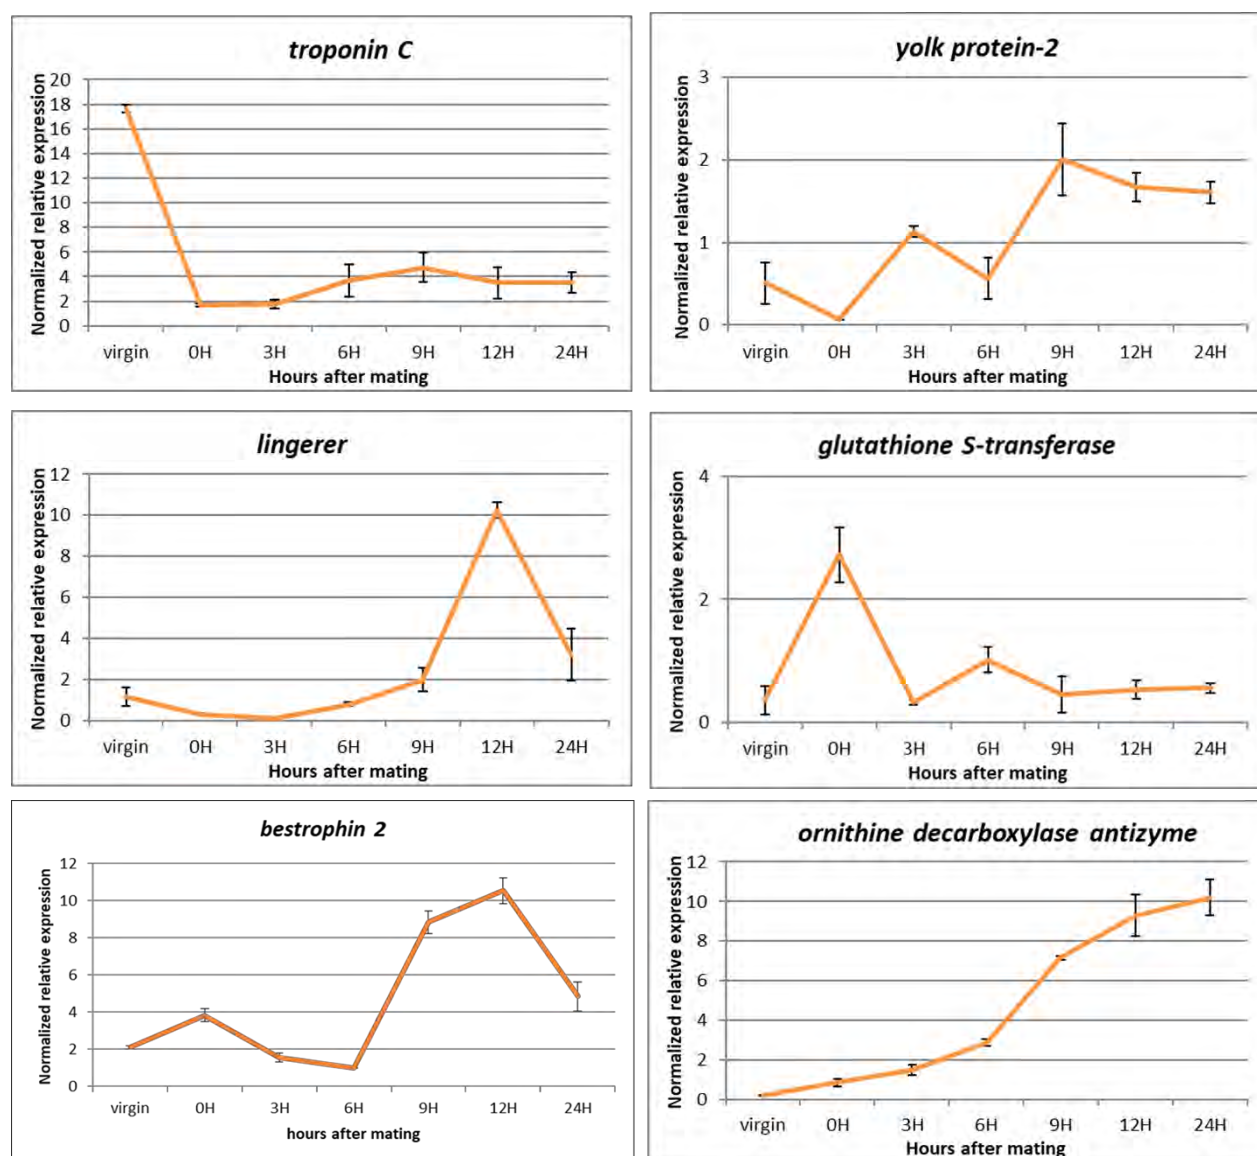 troponin C
Normalized relative expression
20
18
16
14
12
10
8
6
4
2
0
virgin 0H 3H 6H 9H 12H 24H
Hours after mating
yolk protein-2
Normalized relative expression
3
2
1
0
virgin 0H 3H 6H 9H 12H 24H
Hours after mating
lingerer
Normalized relative expression
12
10
8
6
4
2
0
virgin 0H 3H 6H 9H 12H 24H
Hours after mating
glutathione S-transferase
Normalized relative expression
4
2
0
virgin 0H 3H 6H 9H 12H 24H
Hours after mating
bestrophin 2
Normalized relative expression
12
10
8
6
4
2
0
virgin 0H 3H 6H 9H 12H 24H
hours after mating
ornithine decarboxylase antizyme
Normalized relative expression
12
10
8
6
4
2
0
virgin 0H 3H 6H 9H 12H 24H
Hours after mating